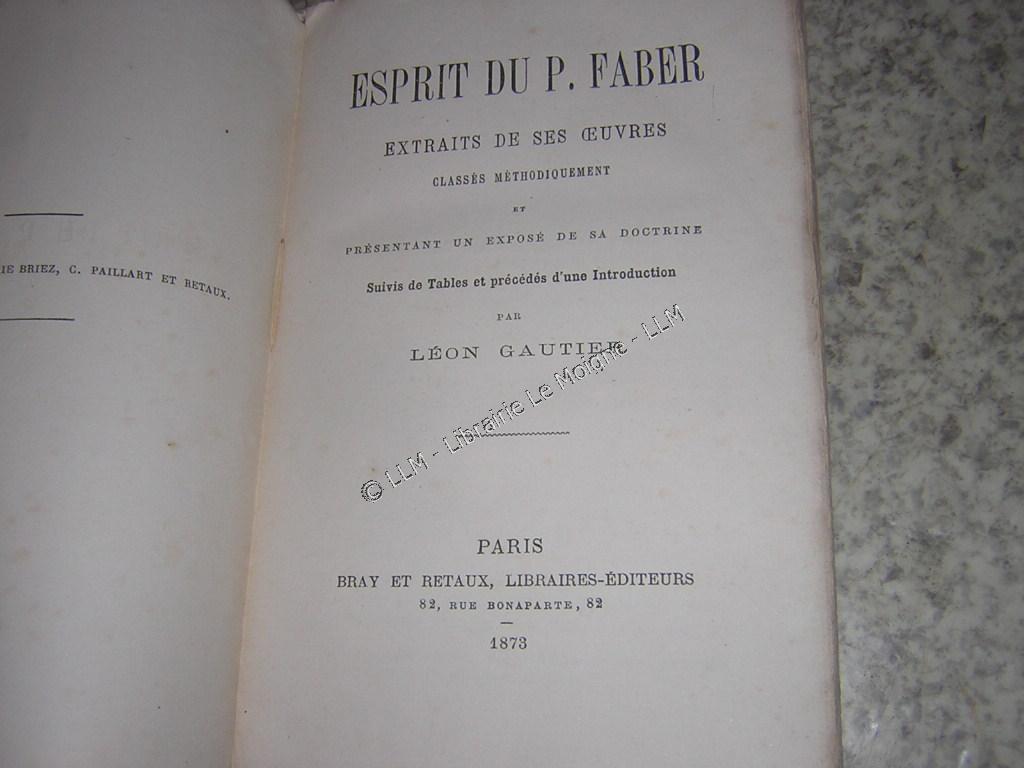 IE BRIEZ, C. PAILLART ET RETAUX.
ESPRIT DU P. FABER
EXTRAITS DE SES ŒUVRES
CLASSÉS MÉTHODIQUEMENT
ET
PRÉSENTANT UN EXPOSÉ DE SA DOCTRINE
Suivis de Tables et précédés d'une Introduction
PAR
LÉON GAUTIER
© LLM - Librairie Le Moigne - LLM
PARIS
BRAY ET RETAUX, LIBRAIRES-ÉDITEURS
82, RUE BONAPARTE, 82
1873